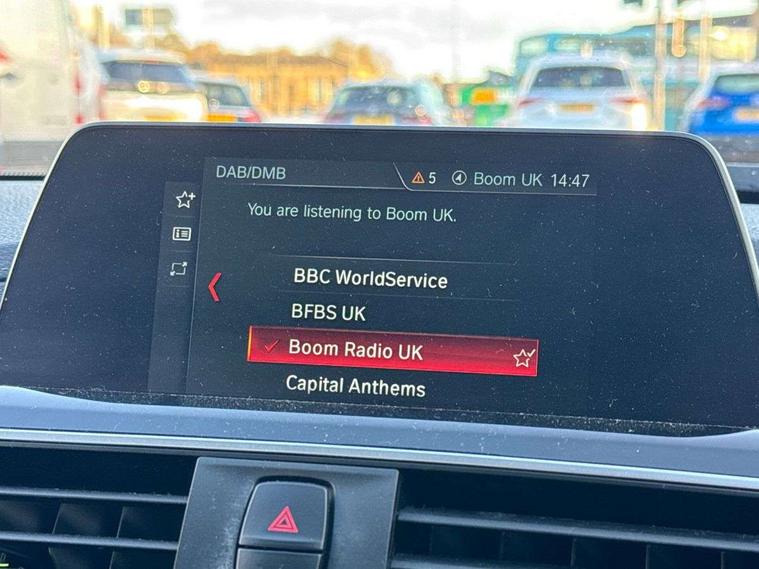 DAB/DMB
5 Boom UK 14:47
You are listening to Boom UK.
BBC WorldService
BFBS UK
Boom Radio UK
Capital Anthems